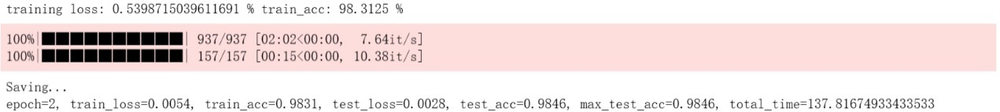 training loss: 0.5398715039611691 % train_acc: 98.3125 %
100%|██████████| 937/937 [02:02<00:00,  7.64it/s]
100%|██████████| 157/157 [00:15<00:00, 10.38it/s]
Saving...
epoch=2, train_loss=0.0054, train_acc=0.9831, test_loss=0.0028, test_acc=0.9846, max_test_acc=0.9846, total_time=137.81674933433533